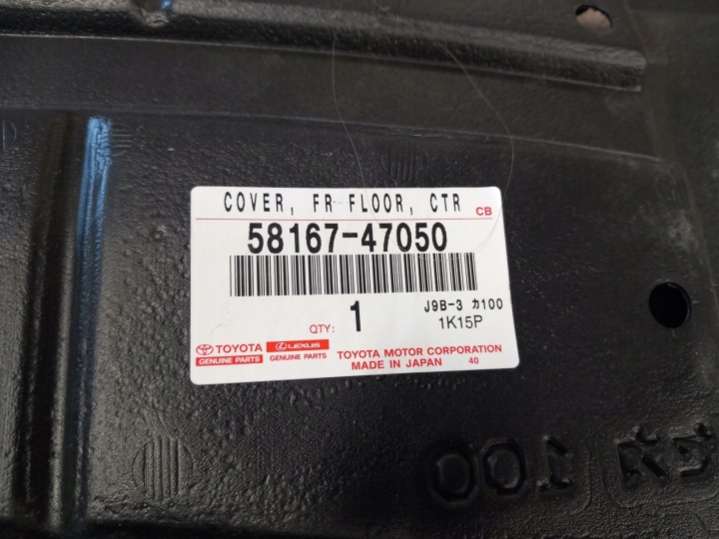 COVER, FR FLOOR, CTR
CB
58167-47050
QTY: 1
J9B-3 カ100
1K15P
TOYOTA
GENUINE PARTS
LEXUS
GENUINE PARTS
TOYOTA MOTOR CORPORATION
MADE IN JAPAN 40